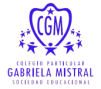 CGM
COLEGIO PARTICULAR
GABRIELA MISTRAL
SOCIEDAD EDUCACIONAL